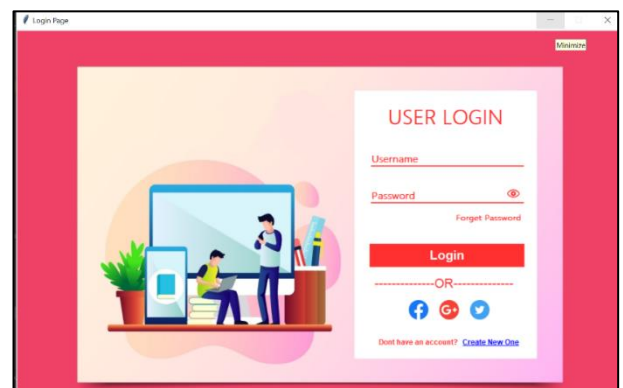 Login Page
Minimize
USER LOGIN
Username
Password
Forget Password
Login
--------------OR--------------
G+
Dont have an account? Create New One